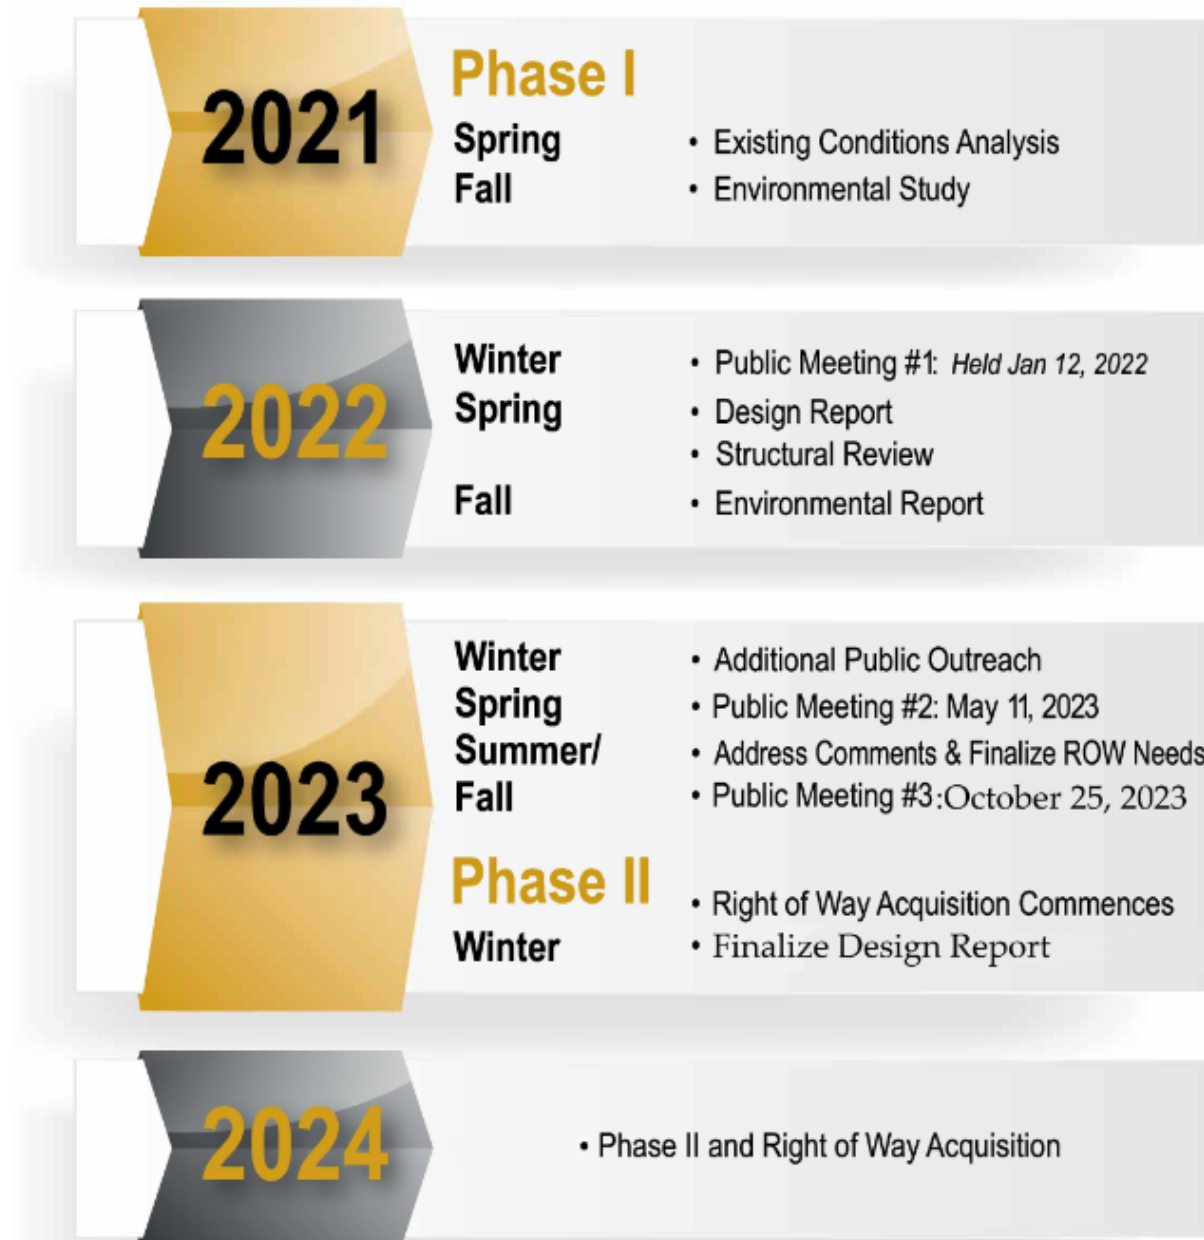 Phase I
2021
Spring • Existing Conditions Analysis
Fall • Environmental Study
2022
Winter • Public Meeting #1: Held Jan 12, 2022
Spring • Design Report
• Structural Review
Fall • Environmental Report
2023
Winter • Additional Public Outreach
Spring • Public Meeting #2: May 11, 2023
Summer/ • Address Comments & Finalize ROW Needs
Fall • Public Meeting #3:October 25, 2023
Phase II
• Right of Way Acquisition Commences
Winter • Finalize Design Report
2024
• Phase II and Right of Way Acquisition